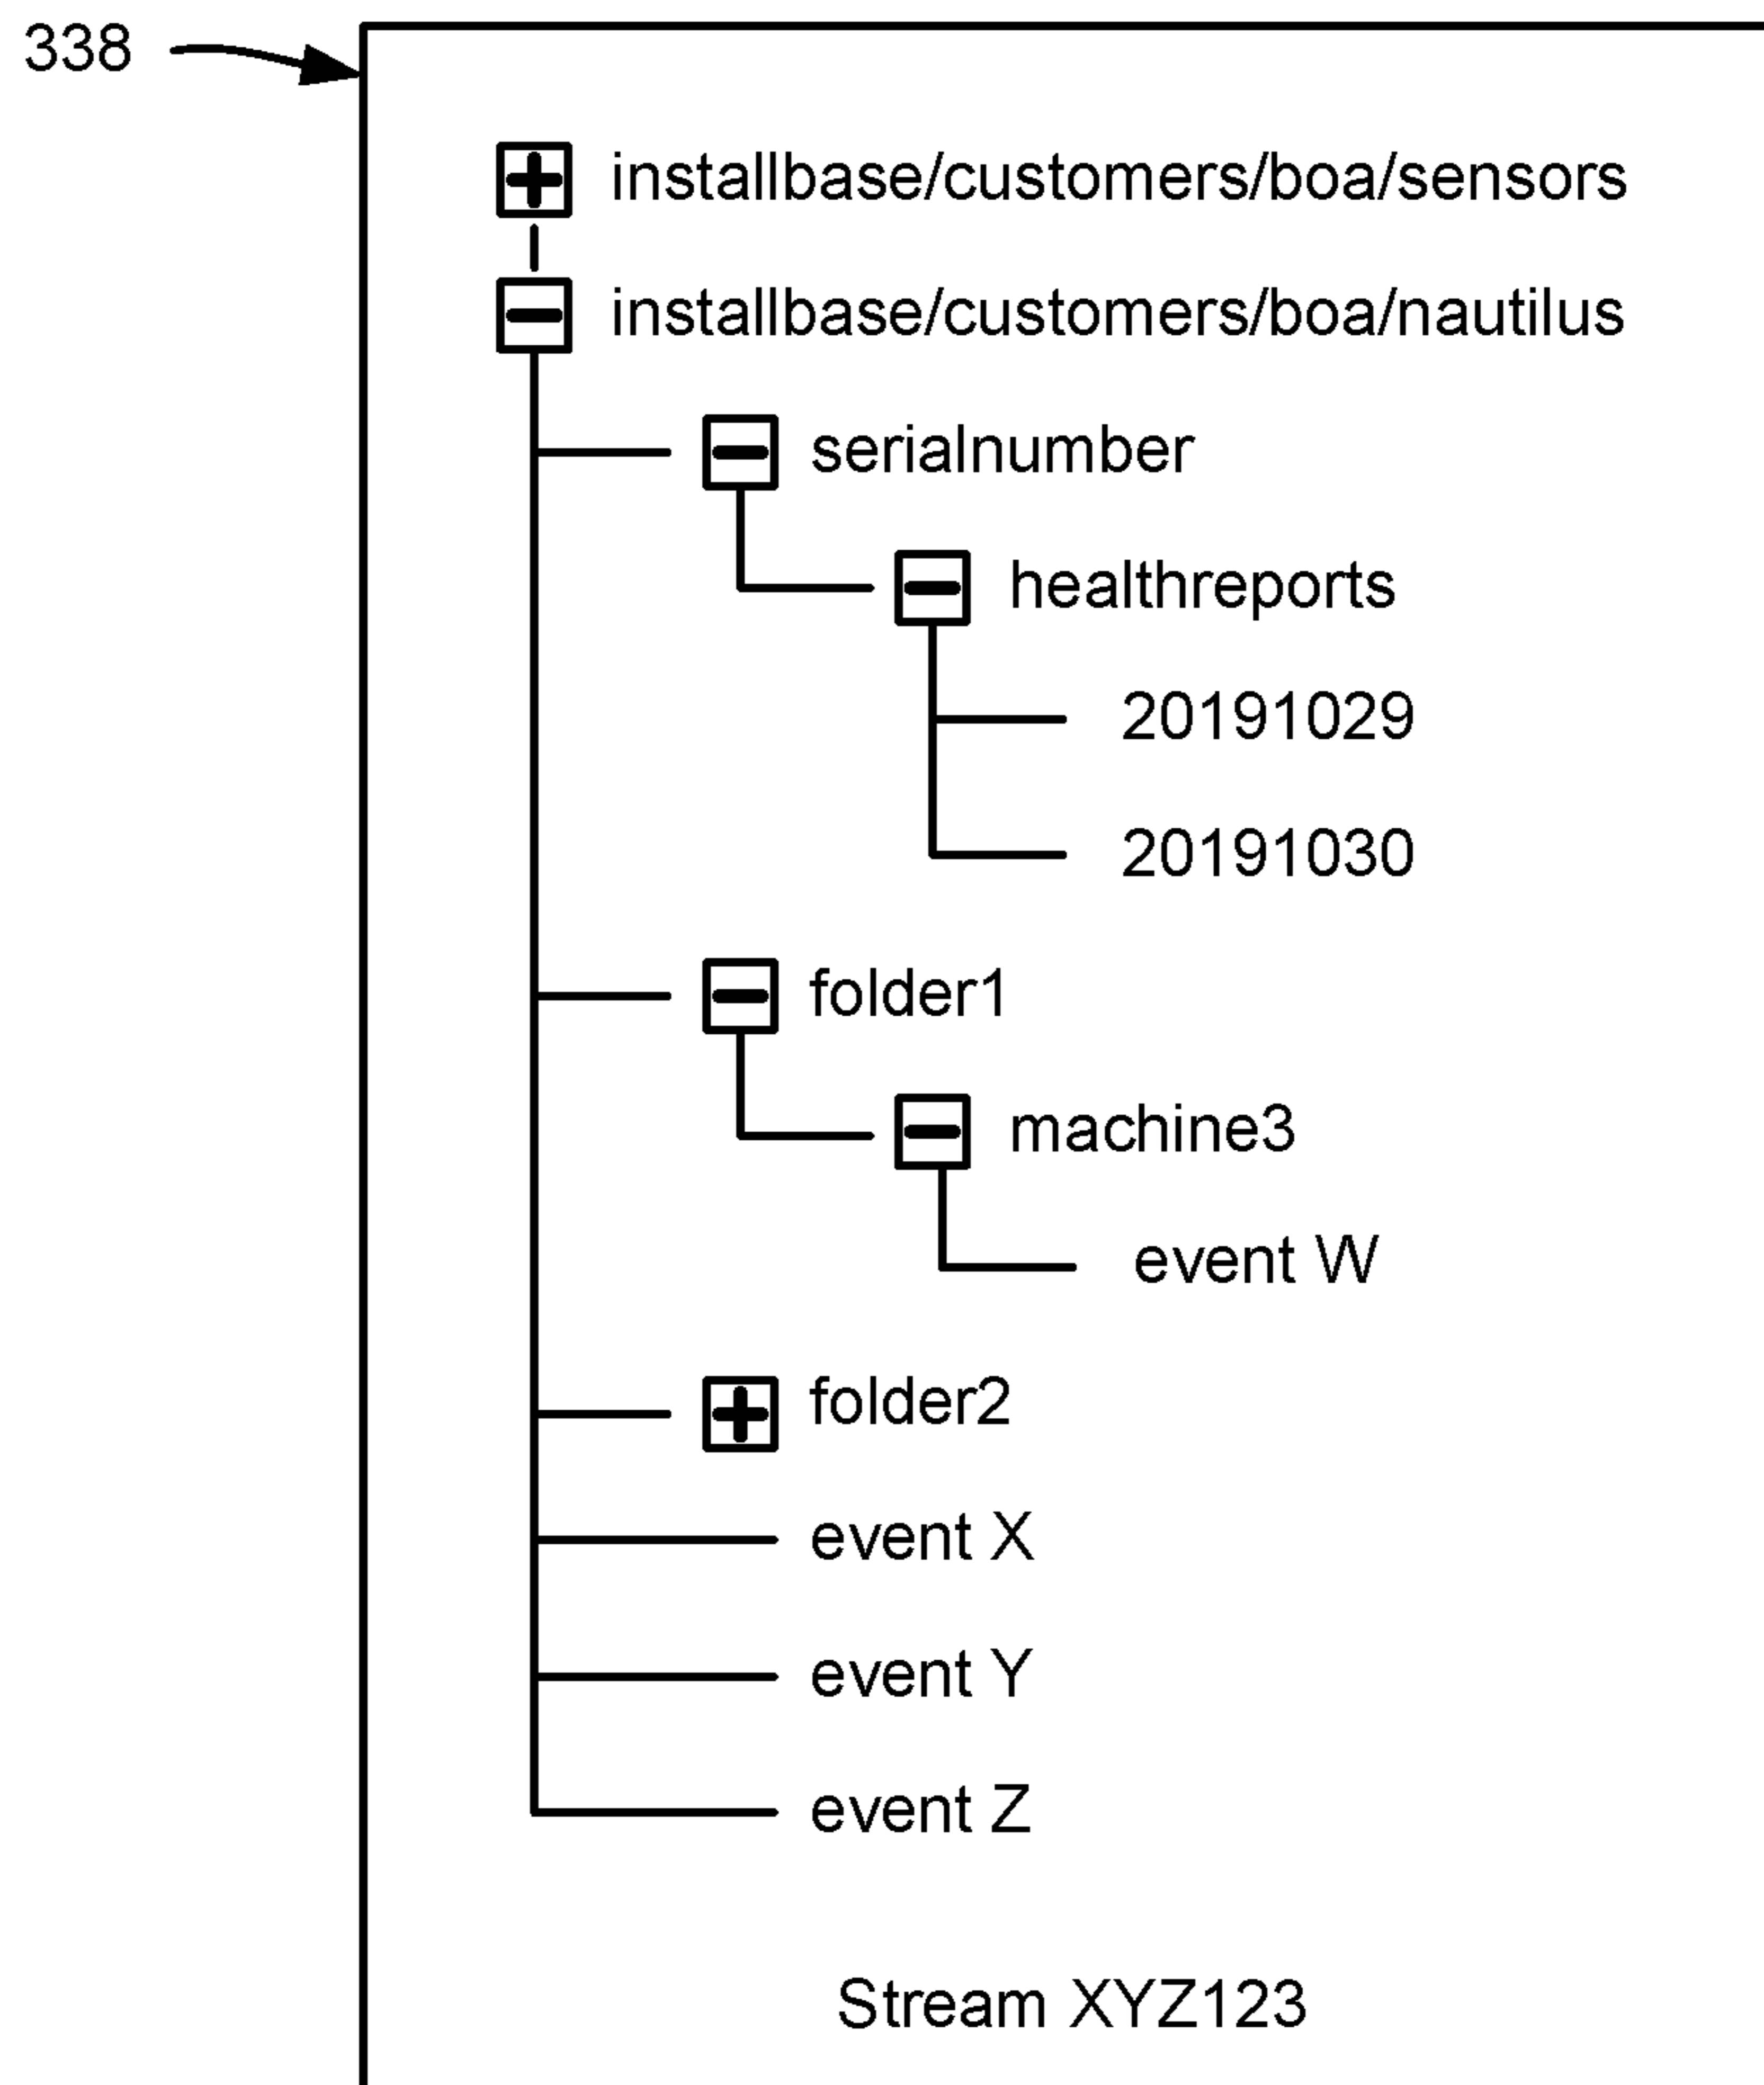 338
installbase/customers/boa/sensors
installbase/customers/boa/nautilus
serialnumber
healthreports
20191029
20191030
folder1
machine3
event W
folder2
event X
event Y
event Z
Stream XYZ123